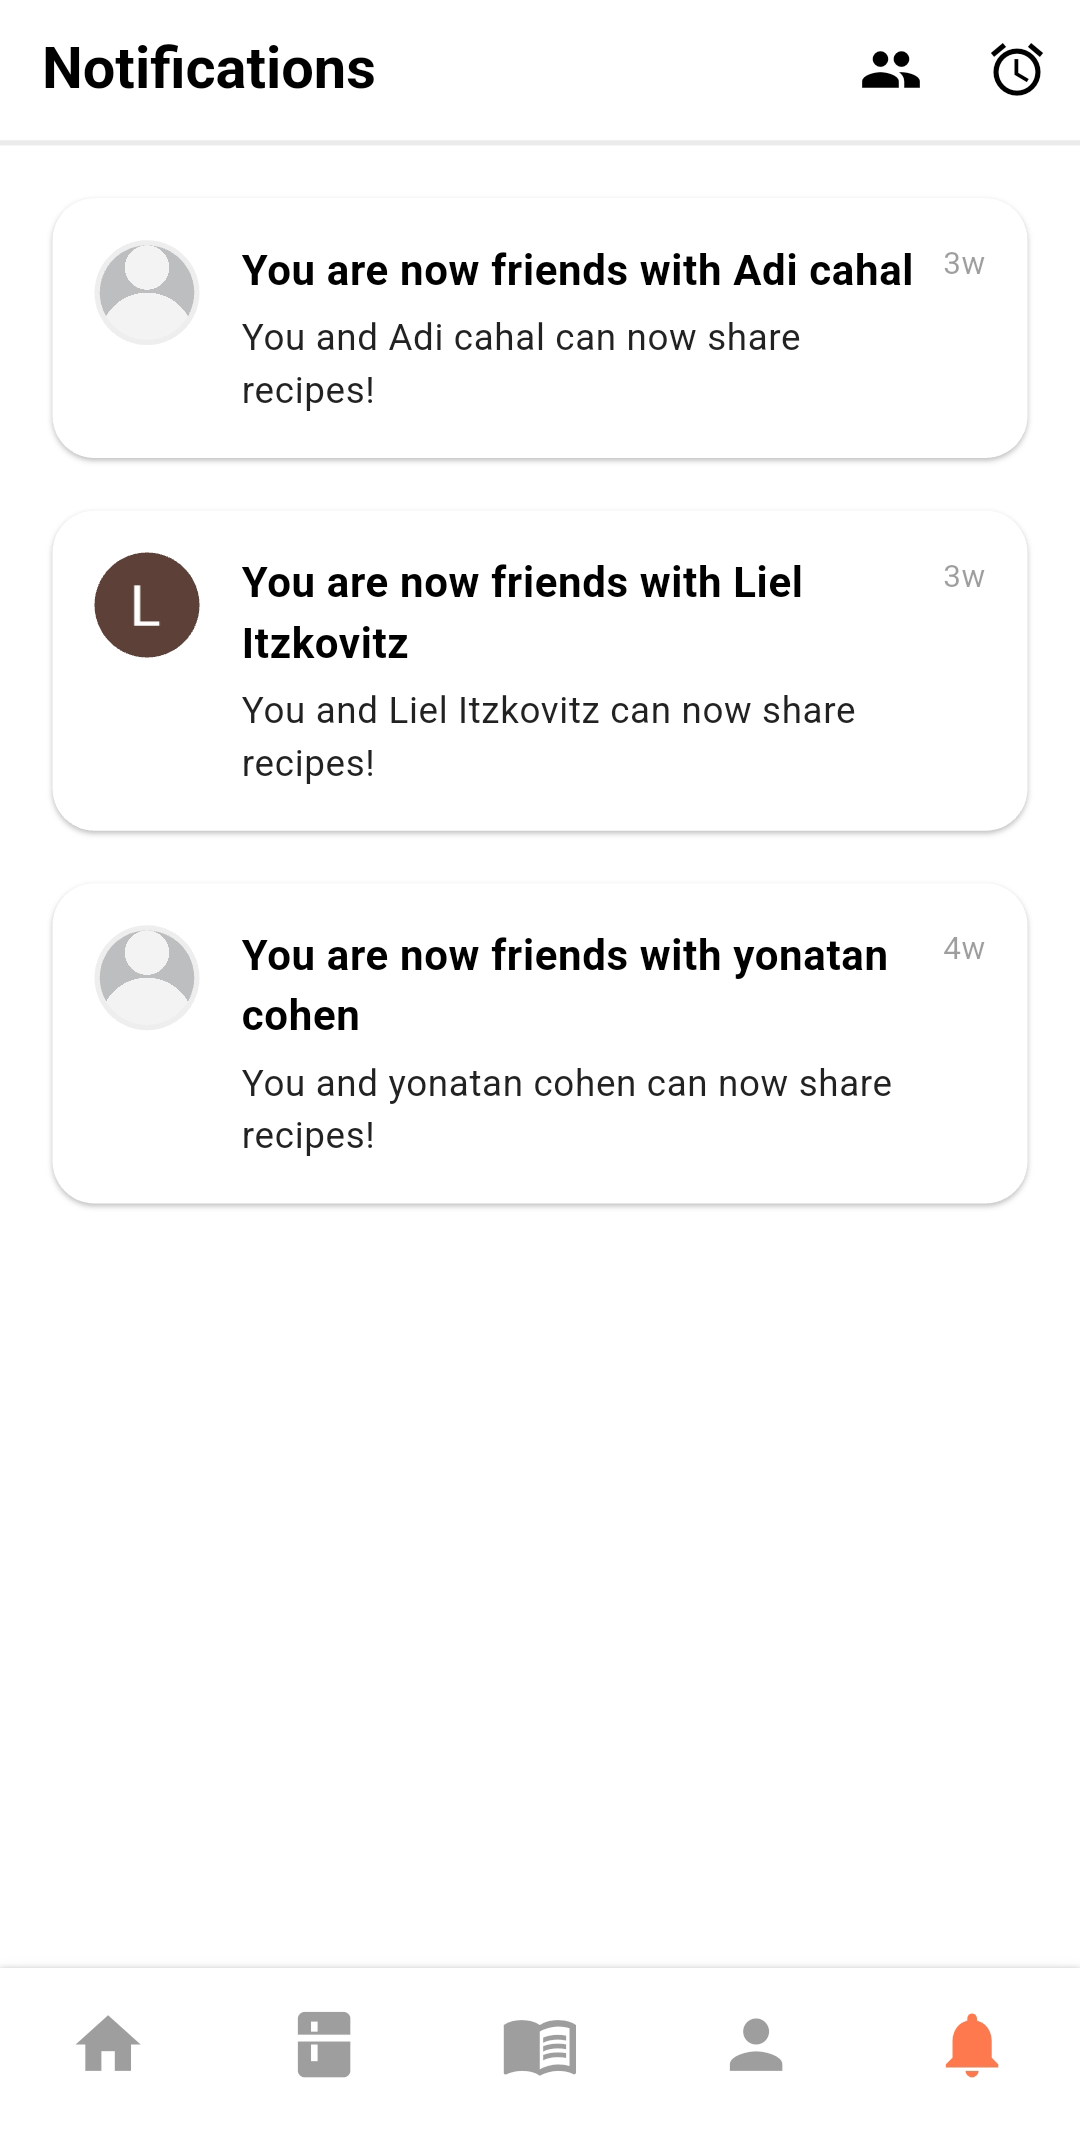 Notifications
You are now friends with Adi cahal
3w
You and Adi cahal can now share
recipes!
L
You are now friends with Liel
3w
Itzkovitz
You and Liel Itzkovitz can now share
recipes!
You are now friends with yonatan
4w
cohen
You and yonatan cohen can now share
recipes!